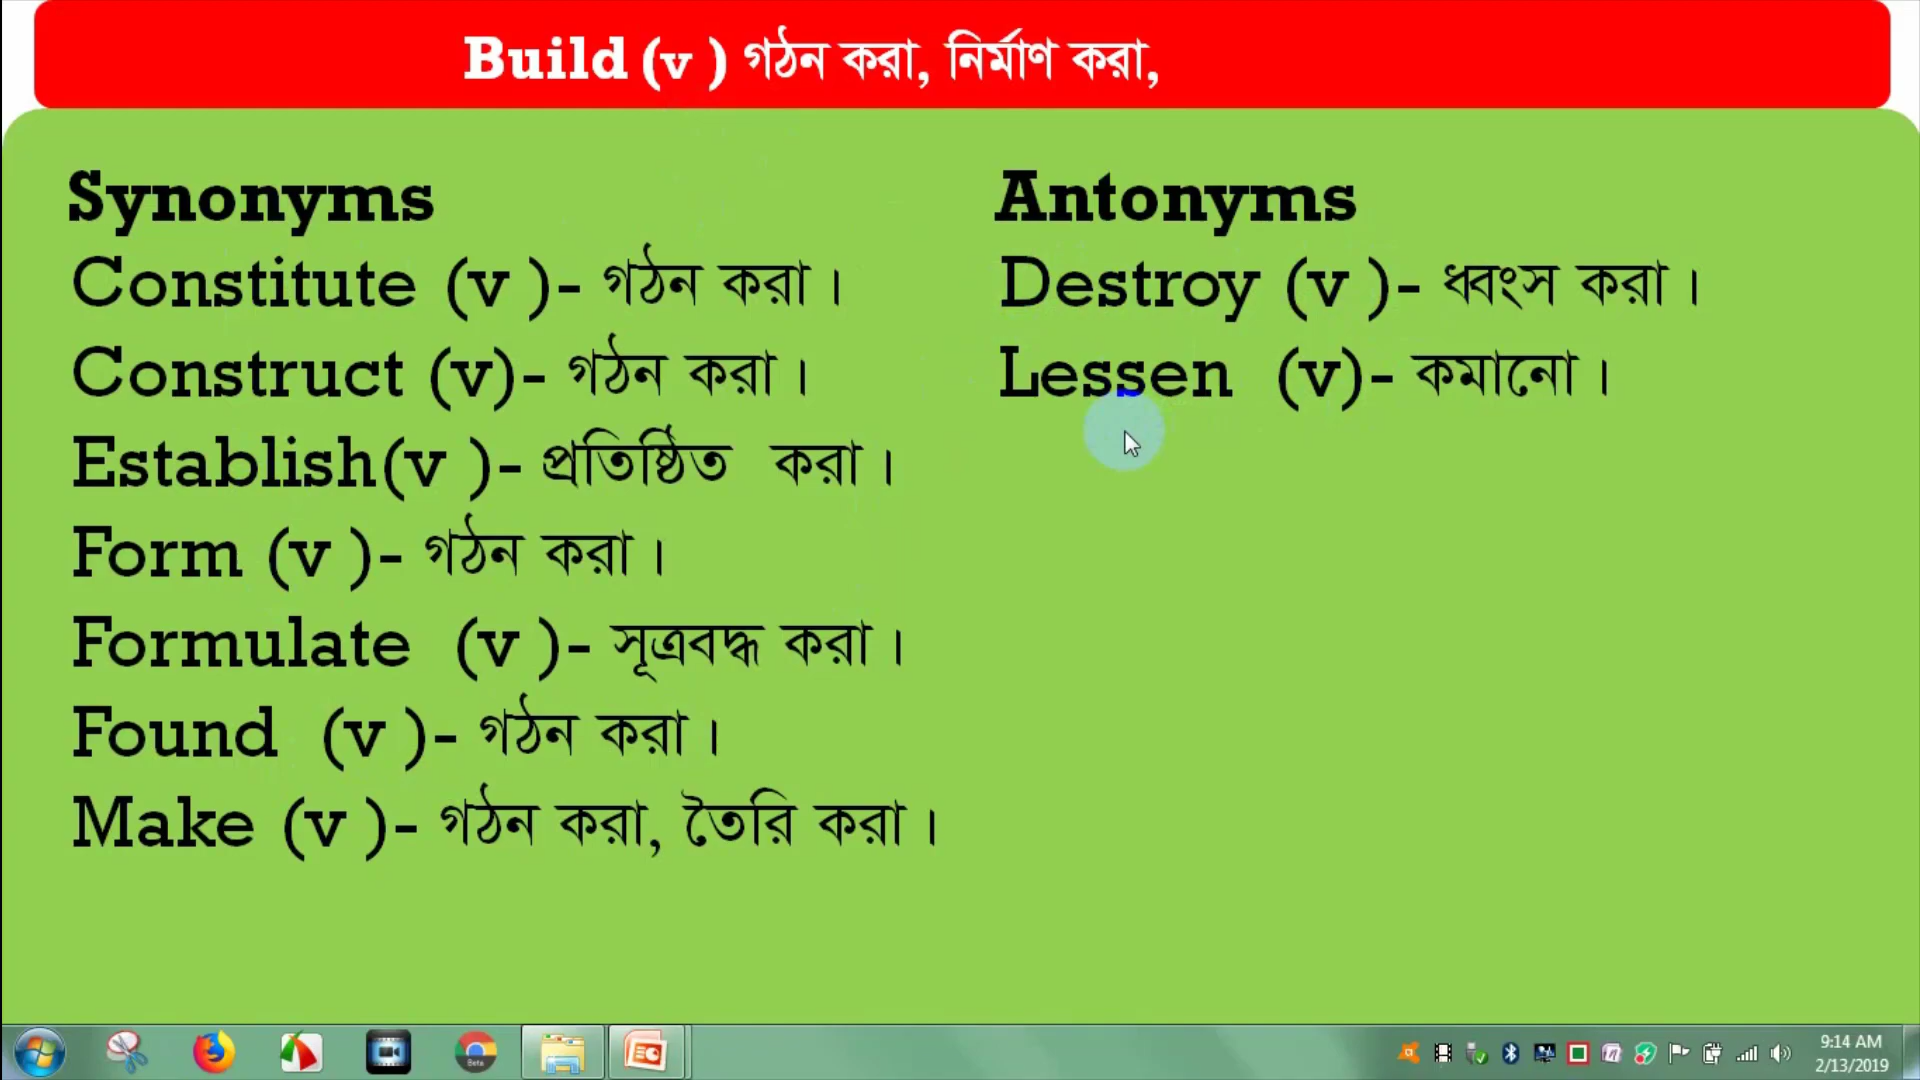 Build (v ) গঠন করা, নির্মাণ করা,
Synonyms
Constitute (v )- গঠন করা।
Construct (v)- গঠন করা।
Establish(v )- প্রতিষ্ঠিত করা।
Form (v )- গঠন করা।
Formulate (v )- সূত্রবদ্ধ করা।
Found (v )- গঠন করা।
Make (v )- গঠন করা, তৈরি করা।
Antonyms
Destroy (v )- ধ্বংস করা।
Lessen (v)- কমানো।
Beta
9:14 AM
2/13/2019